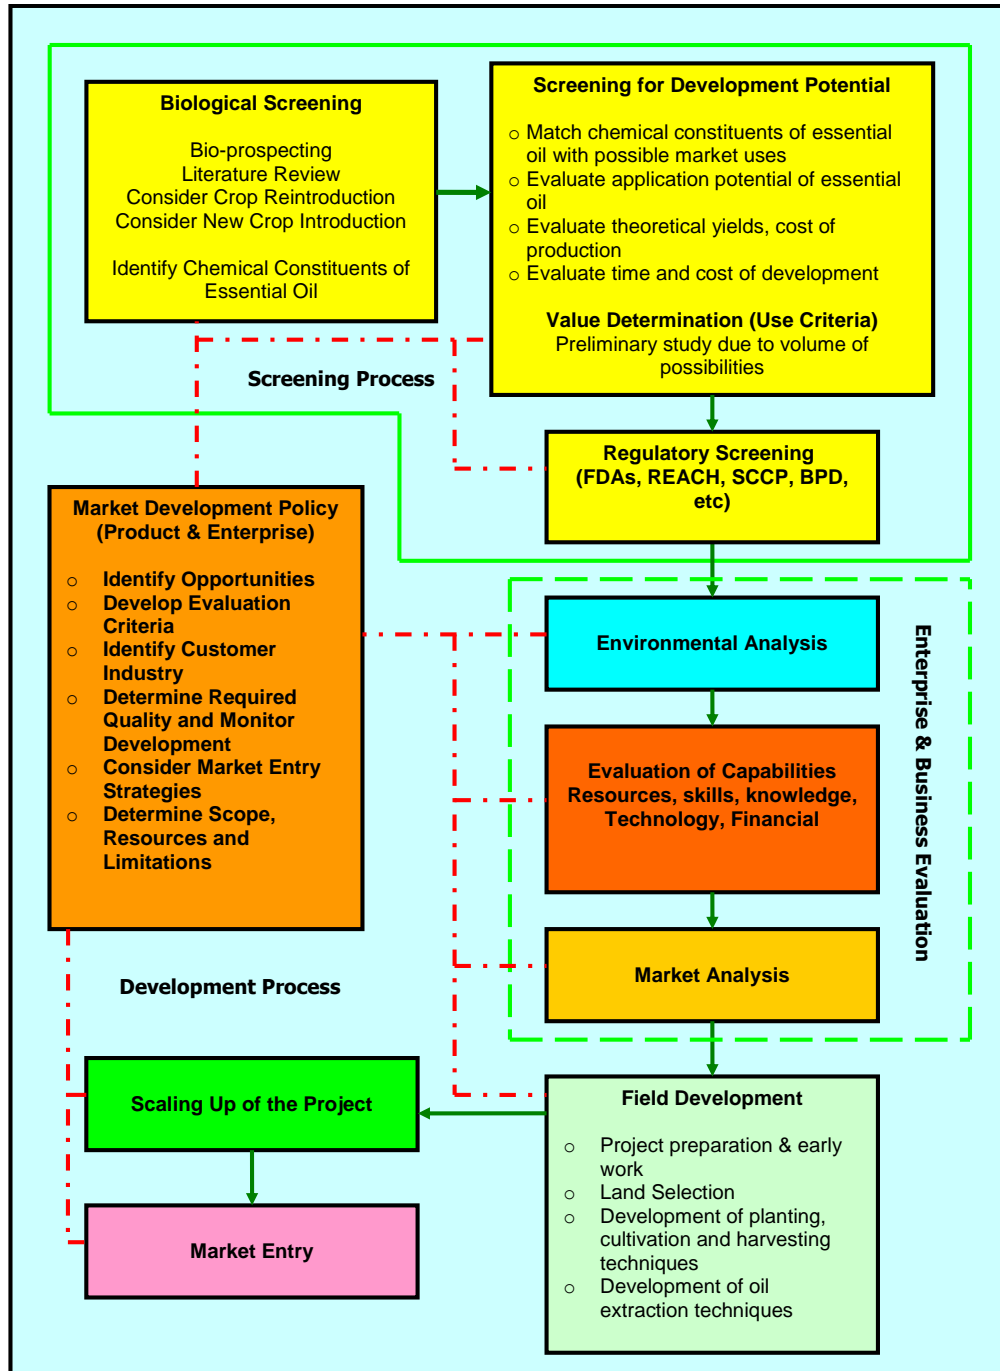 Biological Screening
Bio-prospecting
Literature Review
Consider Crop Reintroduction
Consider New Crop Introduction
Identify Chemical Constituents of
Essential Oil
Screening for Development Potential
o Match chemical constituents of essential
oil with possible market uses
o Evaluate application potential of essential
oil
o Evaluate theoretical yields, cost of
production
o Evaluate time and cost of development
Value Determination (Use Criteria)
Preliminary study due to volume of
possibilities
Screening Process
Regulatory Screening
(FDAs, REACH, SCCP, BPD,
etc)
Market Development Policy
(Product & Enterprise)
o Identify Opportunities
o Develop Evaluation
Criteria
o Identify Customer
Industry
o Determine Required
Quality and Monitor
Development
o Consider Market Entry
Strategies
o Determine Scope,
Resources and
Limitations
Environmental Analysis
Evaluation of Capabilities
Resources, skills, knowledge,
Technology, Financial
Market Analysis
Enterprise & Business Evaluation
Development Process
Scaling Up of the Project
Market Entry
Field Development
o Project preparation & early
work
o Land Selection
o Development of planting,
cultivation and harvesting
techniques
o Development of oil
extraction techniques